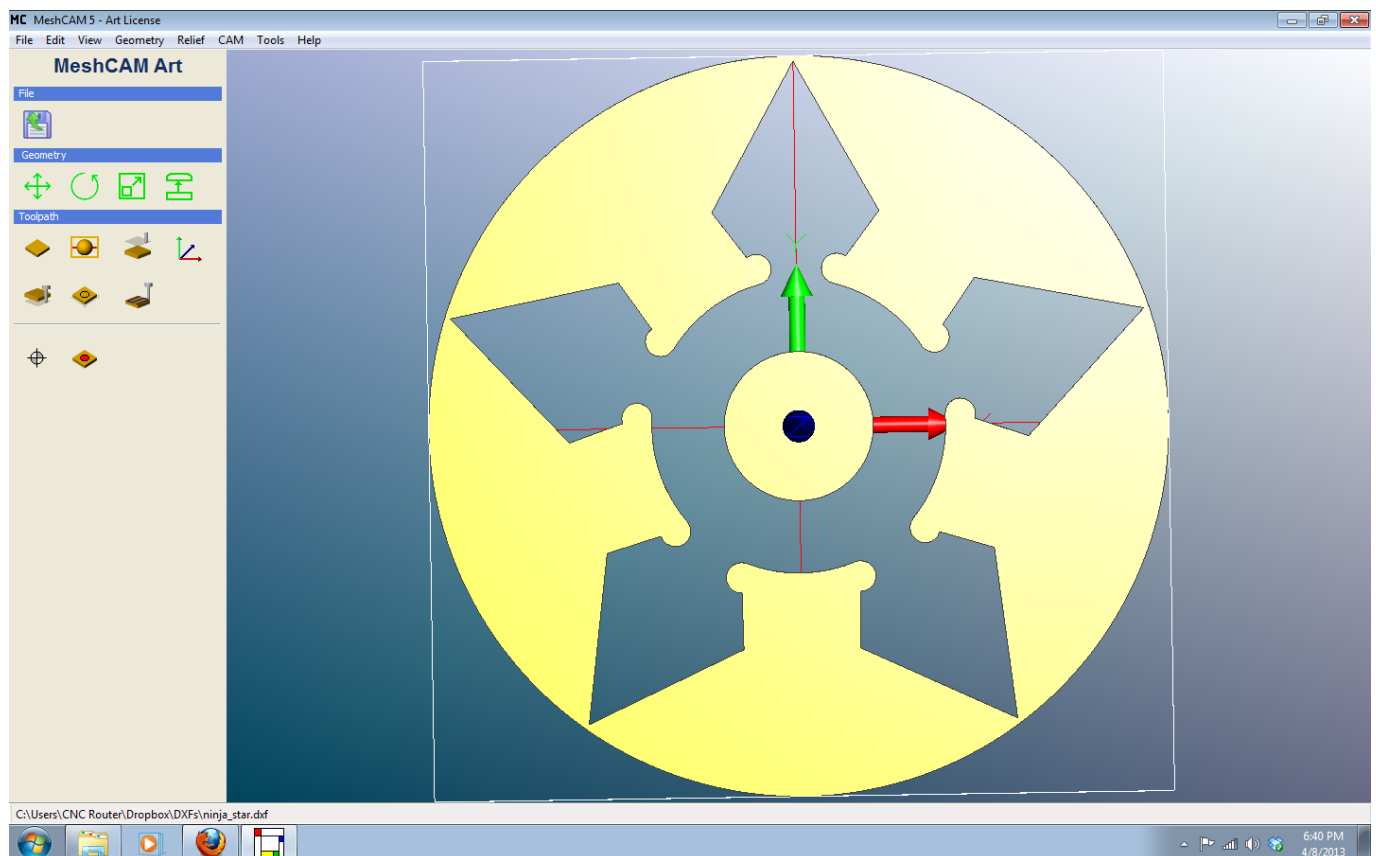 MC MeshCAM 5 - Art License
File Edit View Geometry Relief CAM Tools Help
MeshCAM Art
File
Geometry
Toolpath
Z
C:\Users\CNC Router\Dropbox\DXFs\ninja_star.dxf
6:40 PM
4/8/2013